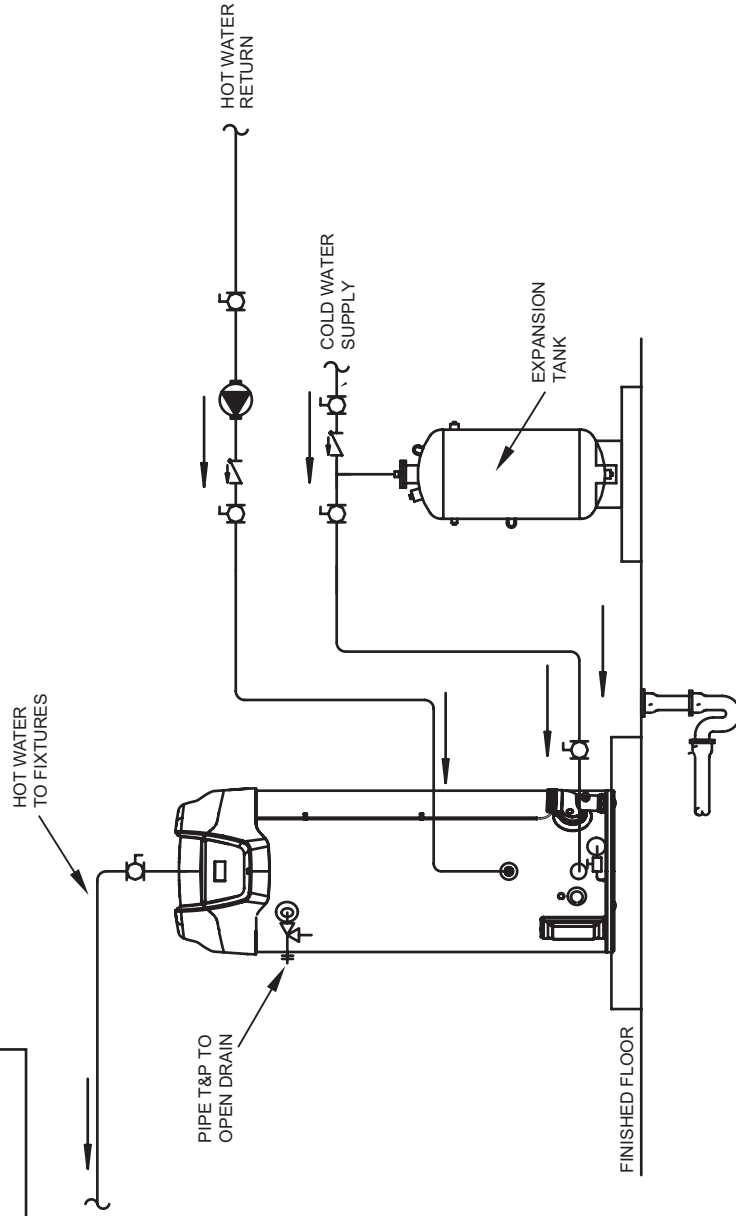 HOT WATER
TO FIXTURES
HOT WATER
RETURN
COLD WATER
SUPPLY
EXPANSION
TANK
PIPE T&P TO
OPEN DRAIN
FINISHED FLOOR